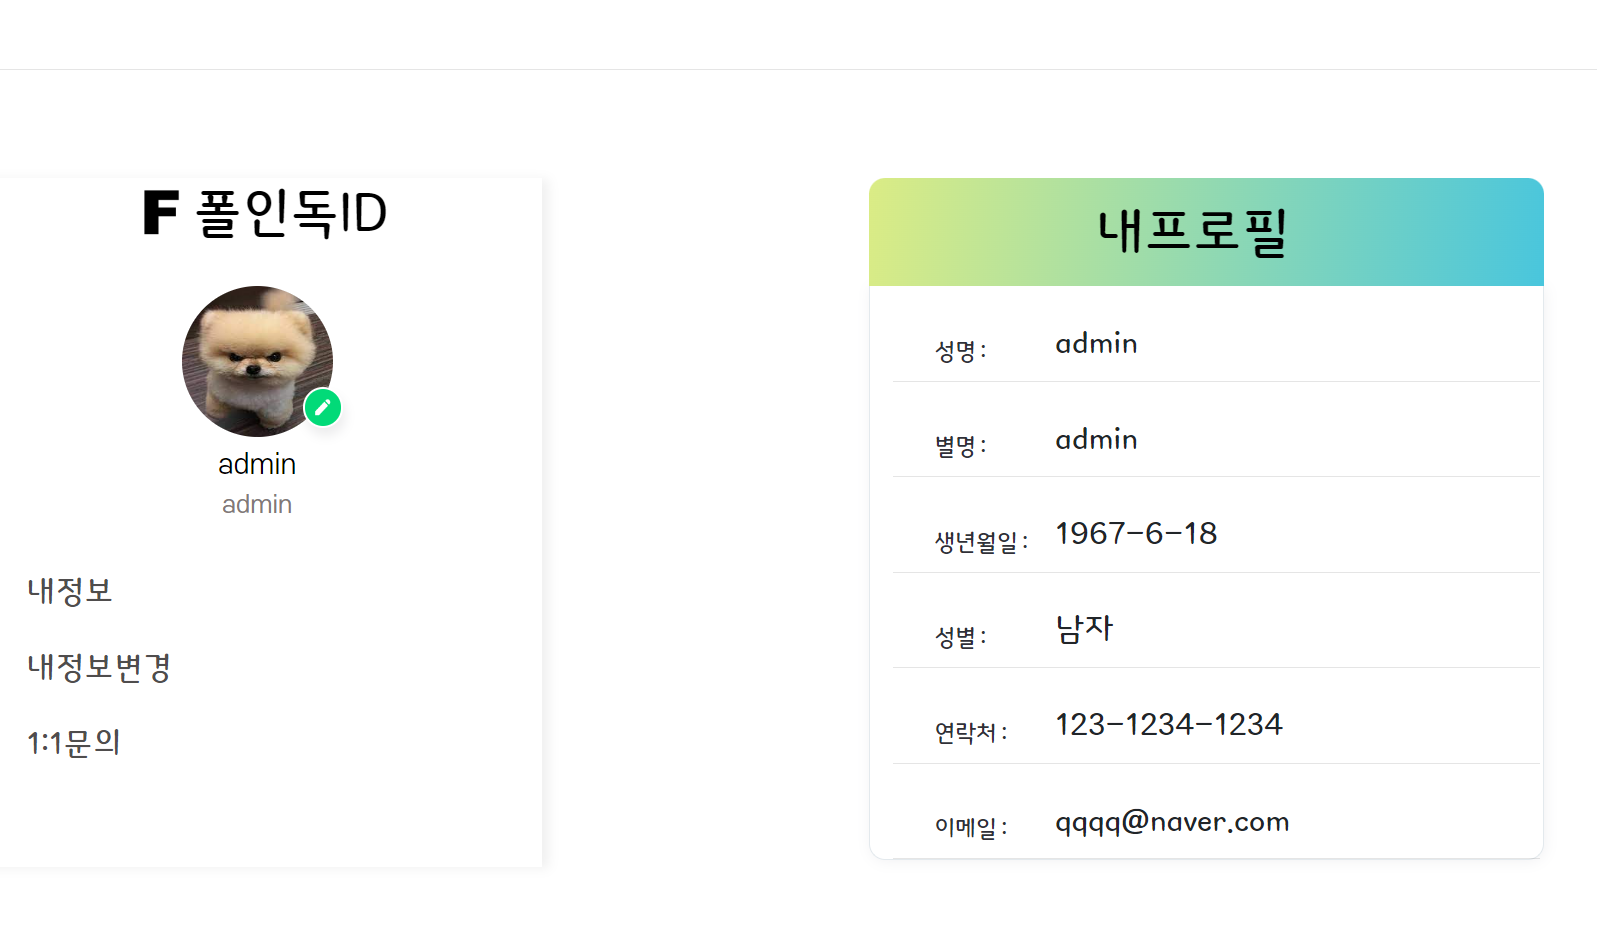 F 폴인독ID
admin
admin
내정보
내정보변경
1:1문의
내프로필
성명 : admin
별명 : admin
생년월일 : 1967-6-18
성별 : 남자
연락처 : 123-1234-1234
이메일 : qqqq@naver.com